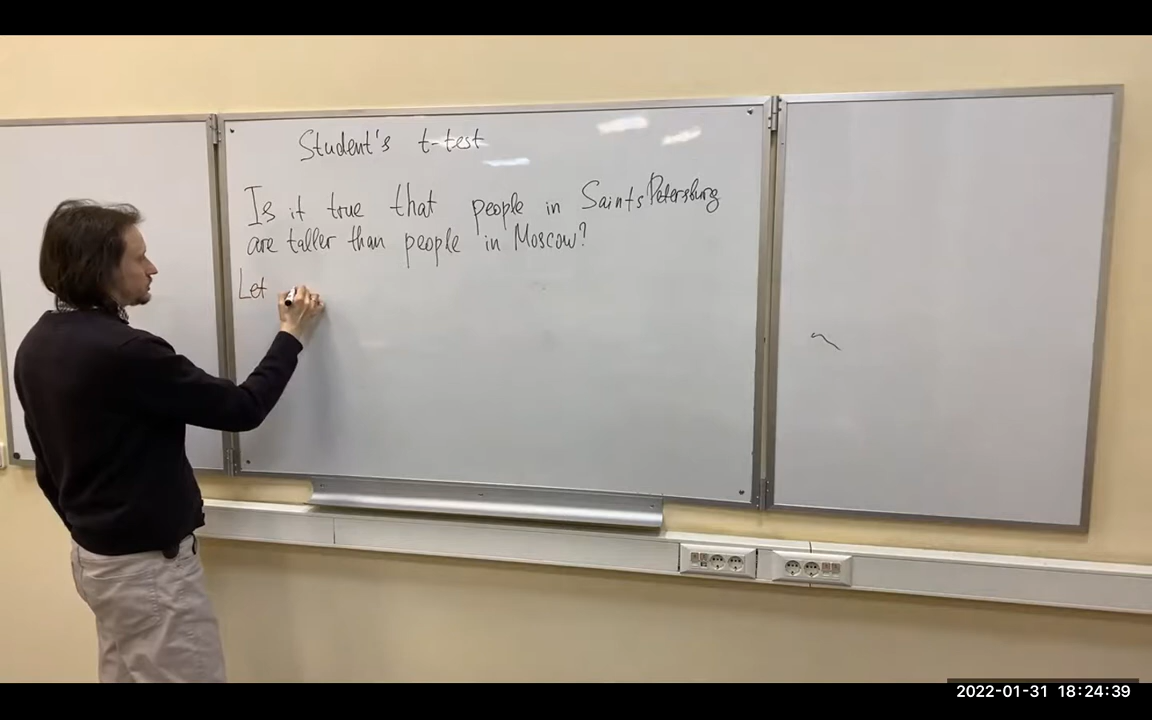 Student's t-test
Is it true that people in Saints Petersburg
are taller than people in Moscow?
Let
2022-01-31 18:24:39